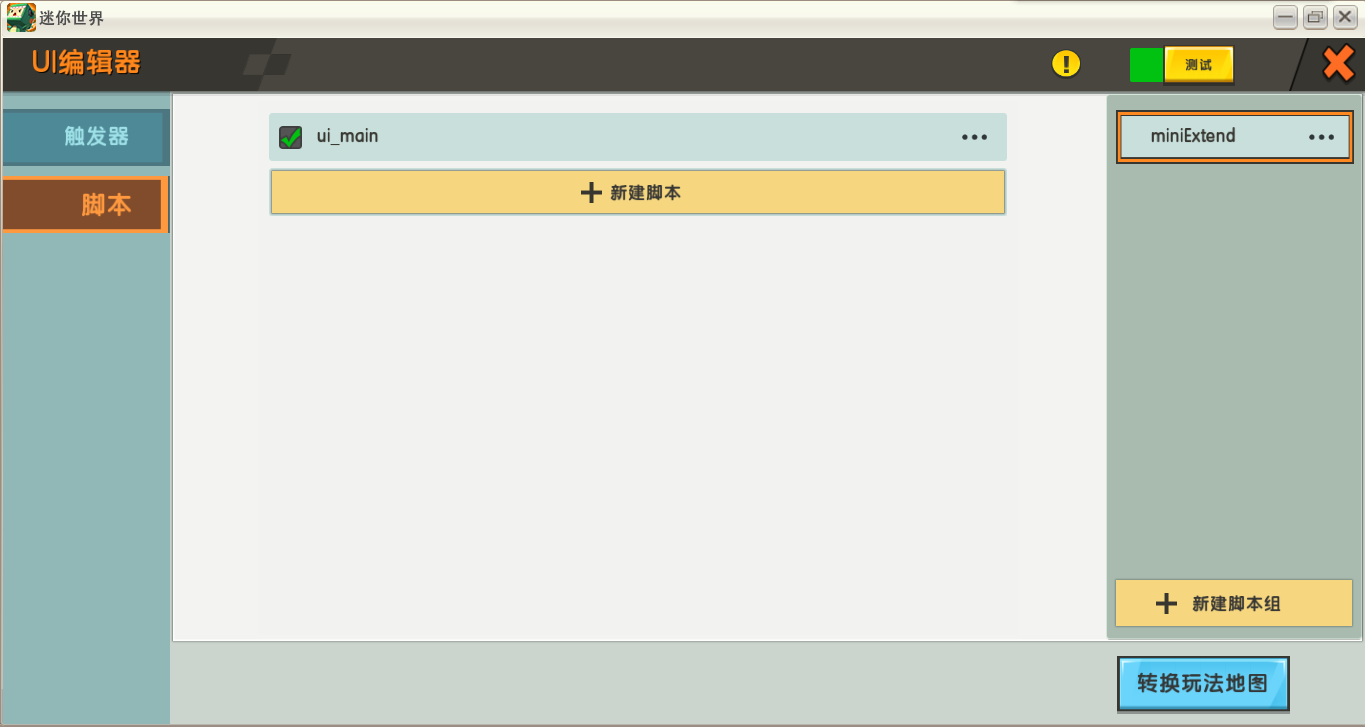 迷你世界
UI编辑器
!
测试
触发器
脚本
ui_main
•••
新建脚本
miniExtend
•••
新建脚本组
转换玩法地图